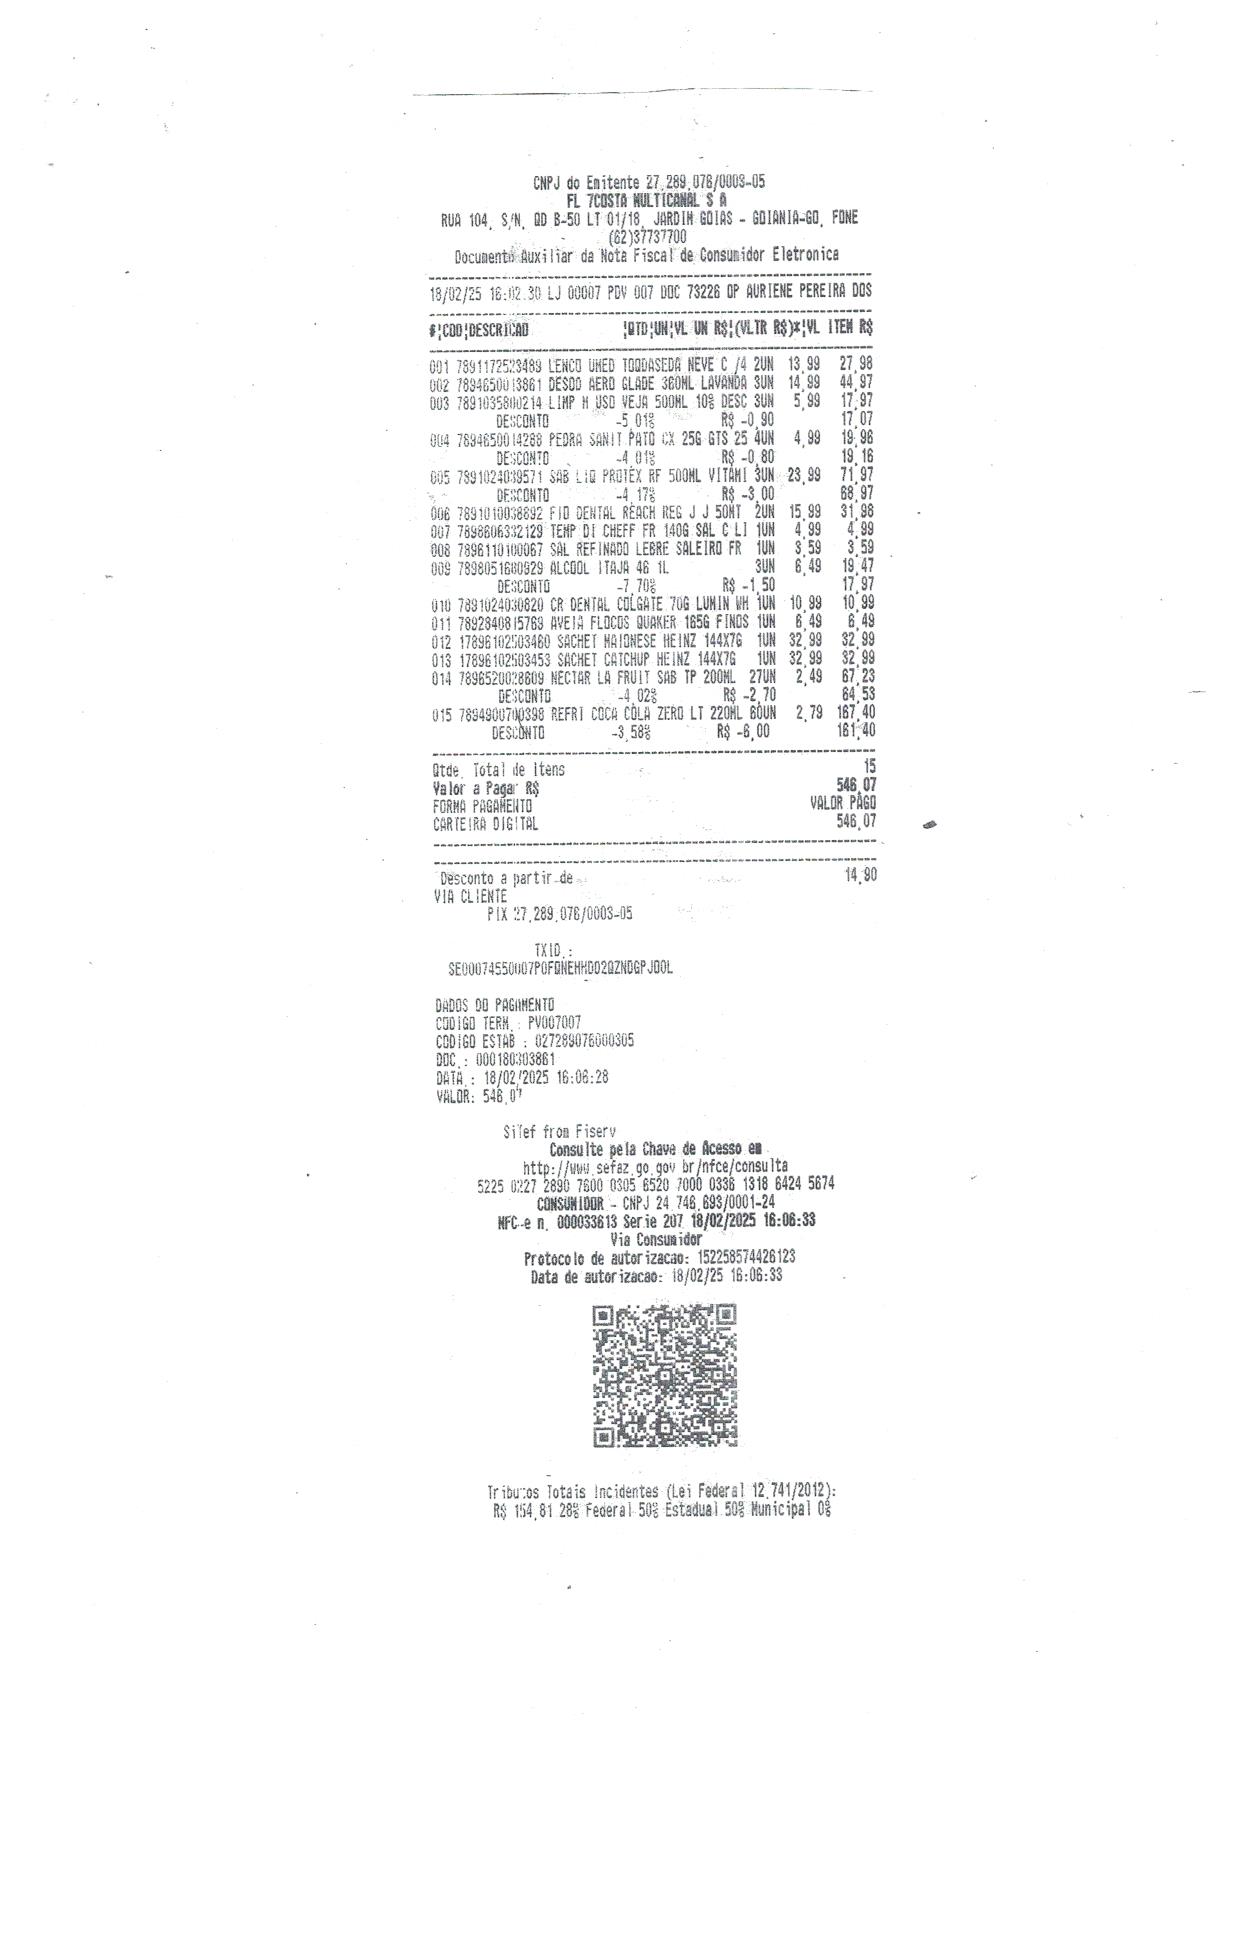 CNPJ do Emitente 27.289.076/0003-05
FL 7COSTA MULTICANAL S A
RUA 104, S/N, QD B-50 LT 01/18, JARDIM GOIAS - GOIANIA-GO, FONE
(62)37737700
Documento Auxiliar da Nota Fiscal de Consumidor Eletronica
18/02/25 16:02:30 LJ 00007 PDV 007 DOC 73226 OP AURIENE PEREIRA DOS
#|COD|DESCRICAO |QTD|UN|VL UN R$|(VLTR R$)*|VL ITEM R$
001 7891172523489 LENCO UMED TOQDASEDA NEVE C /4 2UN 13,99 27,98
002 7894650013861 DESOD AERO GLADE 360ML LAVANDA 3UN 14,99 44,97
003 7891035800214 LIMP M USO VEJA 500ML 10% DESC 3UN 5,99 17,97
DESCONTO -5,01% R$ -0,90 17,07
004 7894650014288 PEDRA SANIT PATO CX 25G GTS 25 4UN 4,99 19,96
DESCONTO -4,01% R$ -0,80 19,16
005 7891024039571 SAB LIQ PROTEX RF 500ML VITAMI 3UN 23,99 71,97
DESCONTO -4,17% R$ -3,00 68,97
006 7891010038892 FIO DENTAL REACH REG J J 50MT 2UN 15,99 31,98
007 7898606332129 TEMP DI CHEFF FR 140G SAL C LI 1UN 4,99 4,99
008 7896110100067 SAL REFINADO LEBRE SALEIRO FR 1UN 3,59 3,59
009 7898051680929 ALCOOL ITAJA 46 1L 3UN 6,49 19,47
DESCONTO -7,70% R$ -1,50 17,97
010 7891024030820 CR DENTAL COLGATE 70G LUMIN WH 1UN 10,99 10,99
011 7892840815769 AVEIA FLOCOS QUAKER 165G FINOS 1UN 6,49 6,49
012 17896102503460 SACHET MAIONESE HEINZ 144X7G 1UN 32,99 32,99
013 17896102503453 SACHET CATCHUP HEINZ 144X7G 1UN 32,99 32,99
014 7896520028609 NECTAR LA FRUIT SAB TP 200ML 27UN 2,49 67,23
DESCONTO -4,02% R$ -2,70 64,53
015 7894900700398 REFRI COCA COLA ZERO LT 220ML 60UN 2,79 167,40
DESCONTO -3,58% R$ -6,00 161,40
Qtde. Total de Itens 15
Valor a Pagar R$ 546,07
FORMA PAGAMENTO VALOR PAGO
CARTEIRA DIGITAL 546,07
Desconto a partir de 14,90
VIA CLIENTE
PIX 27.289.076/0003-05
TXID.:
SE00074550007POFQNEHHDO2QZNDGPJOOL
DADOS DO PAGAMENTO
CODIGO TERM.: PV007007
CODIGO ESTAB : 027289076000305
DOC.: 000180303861
DATA.: 18/02/2025 16:06:28
VALOR: 546,07
SiTef from Fiserv
Consulte pela Chave de Acesso em
http://www.sefaz.go.gov.br/nfce/consulta
5225 0227 2890 7600 0305 6520 7000 0336 1318 6424 5674
CONSUMIDOR - CNPJ 24.746.693/0001-24
NFC-e n. 000033613 Serie 207 18/02/2025 16:06:33
Via Consumidor
Protocolo de autorizacao: 152258574426123
Data de autorizacao: 18/02/25 16:06:33
Tributos Totais Incidentes (Lei Federal 12.741/2012):
R$ 154,81 28% Federal 50% Estadual 50% Municipal 0%